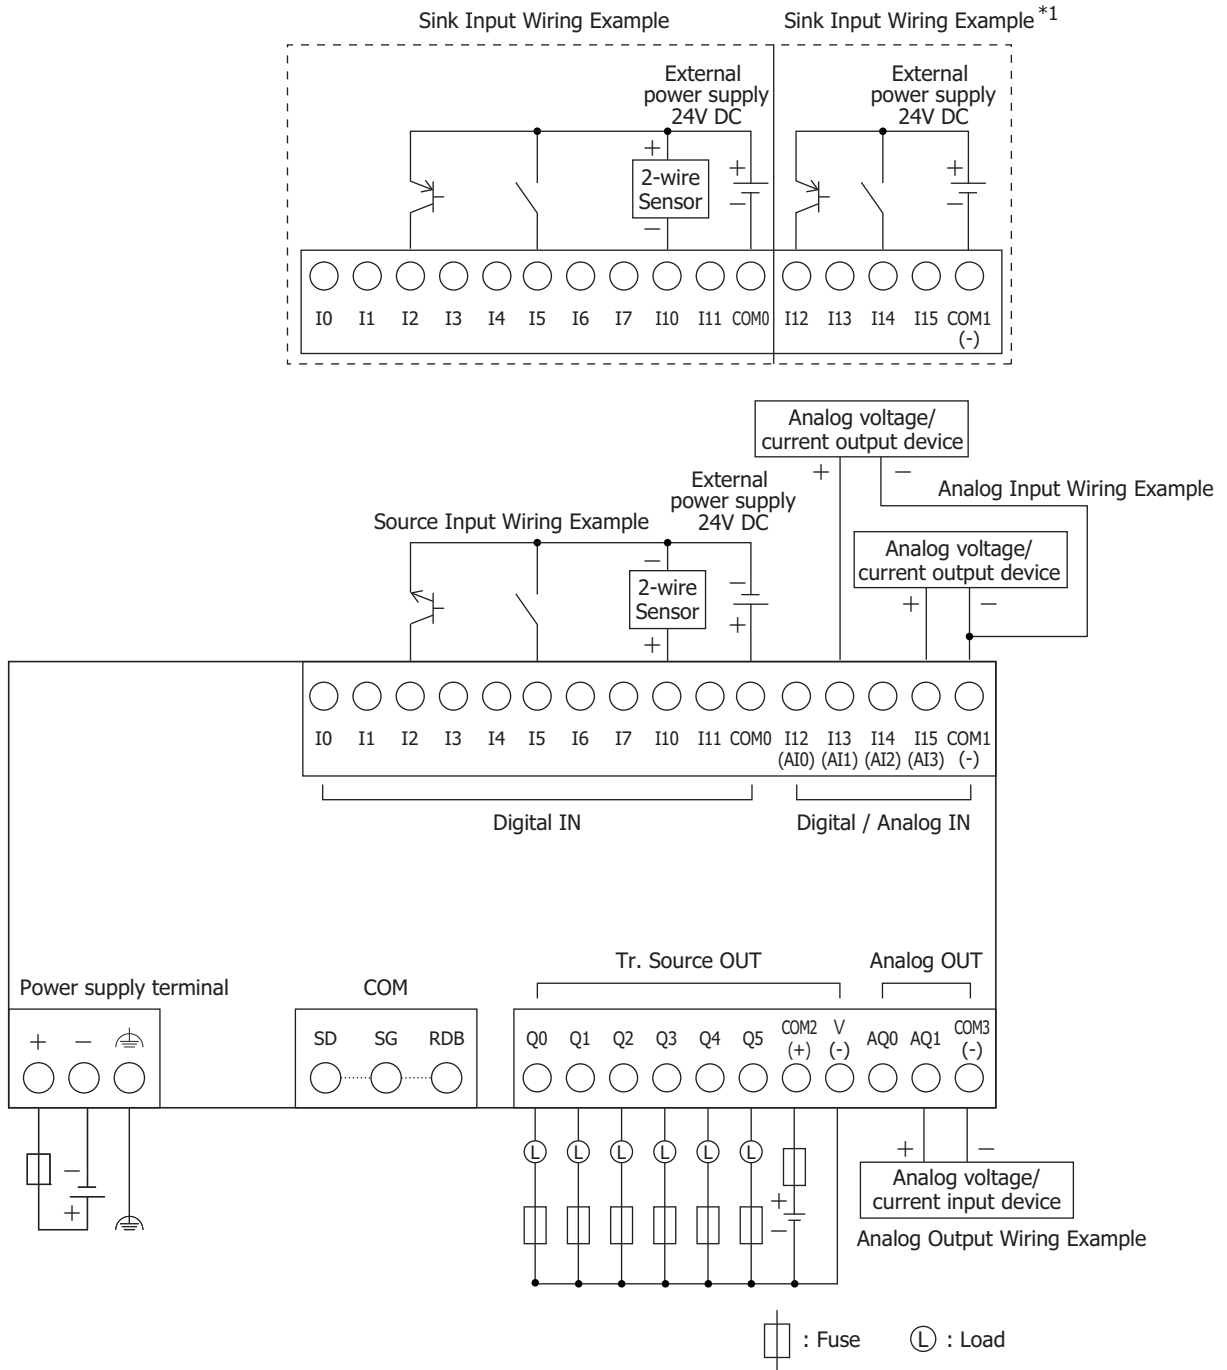 Sink Input Wiring Example
Sink Input Wiring Example *1
External
power supply
24V DC
External
power supply
24V DC
+
+
2-wire
Sensor
−
−
+
−
I0 I1 I2 I3 I4 I5 I6 I7 I10 I11 COM0 I12 I13 I14 I15 COM1
(-)
Analog voltage/
current output device
+ −
Analog Input Wiring Example
External
power supply
24V DC
Source Input Wiring Example
Analog voltage/
current output device
+ −
−
−
2-wire
Sensor
+
+
I0 I1 I2 I3 I4 I5 I6 I7 I10 I11 COM0 I12 I13 I14 I15 COM1
(AI0) (AI1) (AI2) (AI3) (-)
Digital IN
Digital / Analog IN
Power supply terminal
COM
Tr. Source OUT
Analog OUT
+ −
SD SG RDB
Q0 Q1 Q2 Q3 Q4 Q5 COM2 V AQ0 AQ1 COM3
(+) (-) (-)
−
+
L L L L L L
+
−
+ −
Analog voltage/
current input device
Analog Output Wiring Example
: Fuse
L : Load